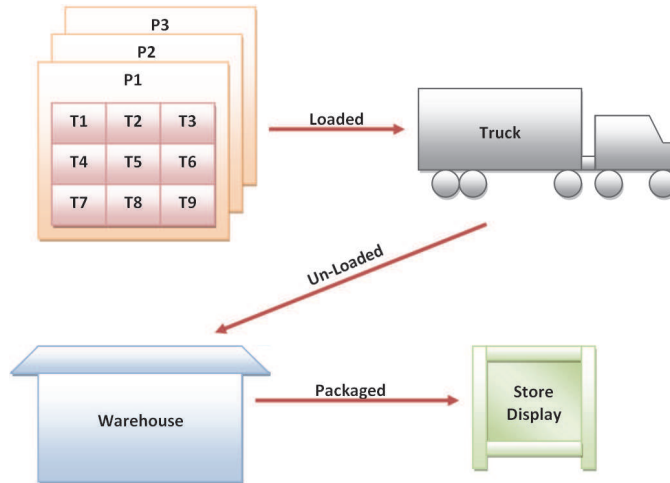 P3
P2
P1
T1 T2 T3
T4 T5 T6
T7 T8 T9
Loaded
Truck
Un-Loaded
Warehouse
Packaged
Store
Display